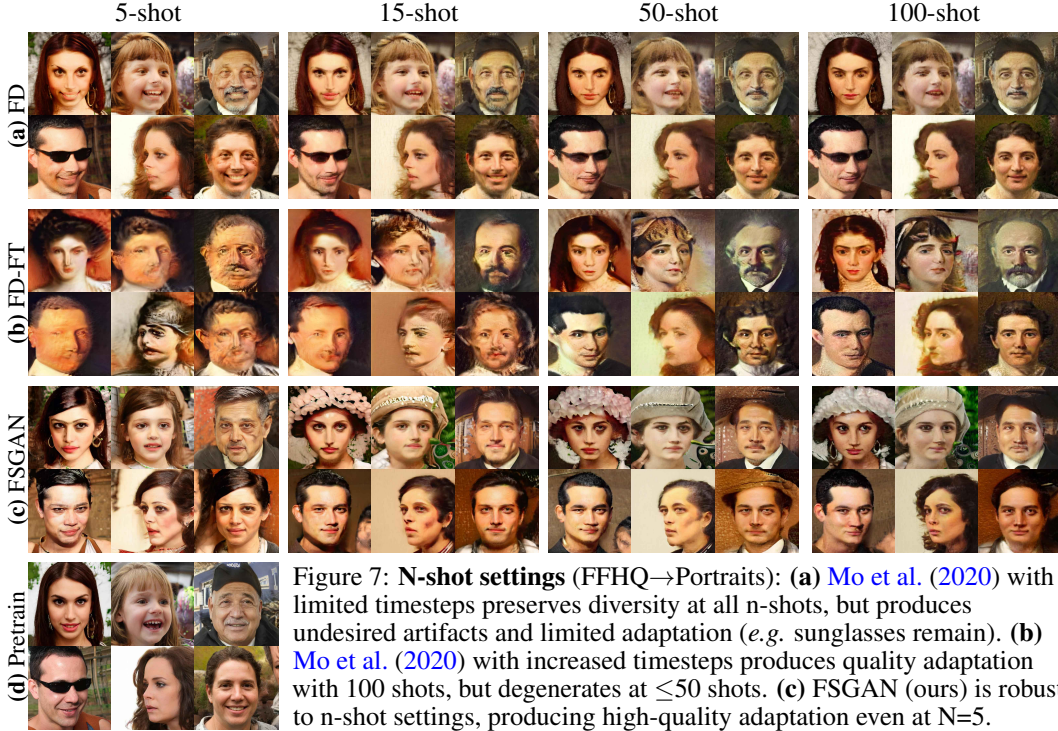 5-shot 15-shot 50-shot 100-shot
(a) FD
(b) FD-FT
(c) FSGAN
(d) Pretrain
Figure 7: N-shot settings (FFHQ→Portraits): (a) Mo et al. (2020) with
limited timesteps preserves diversity at all n-shots, but produces
undesired artifacts and limited adaptation (e.g. sunglasses remain). (b)
Mo et al. (2020) with increased timesteps produces quality adaptation
with 100 shots, but degenerates at ≤50 shots. (c) FSGAN (ours) is robust
to n-shot settings, producing high-quality adaptation even at N=5.